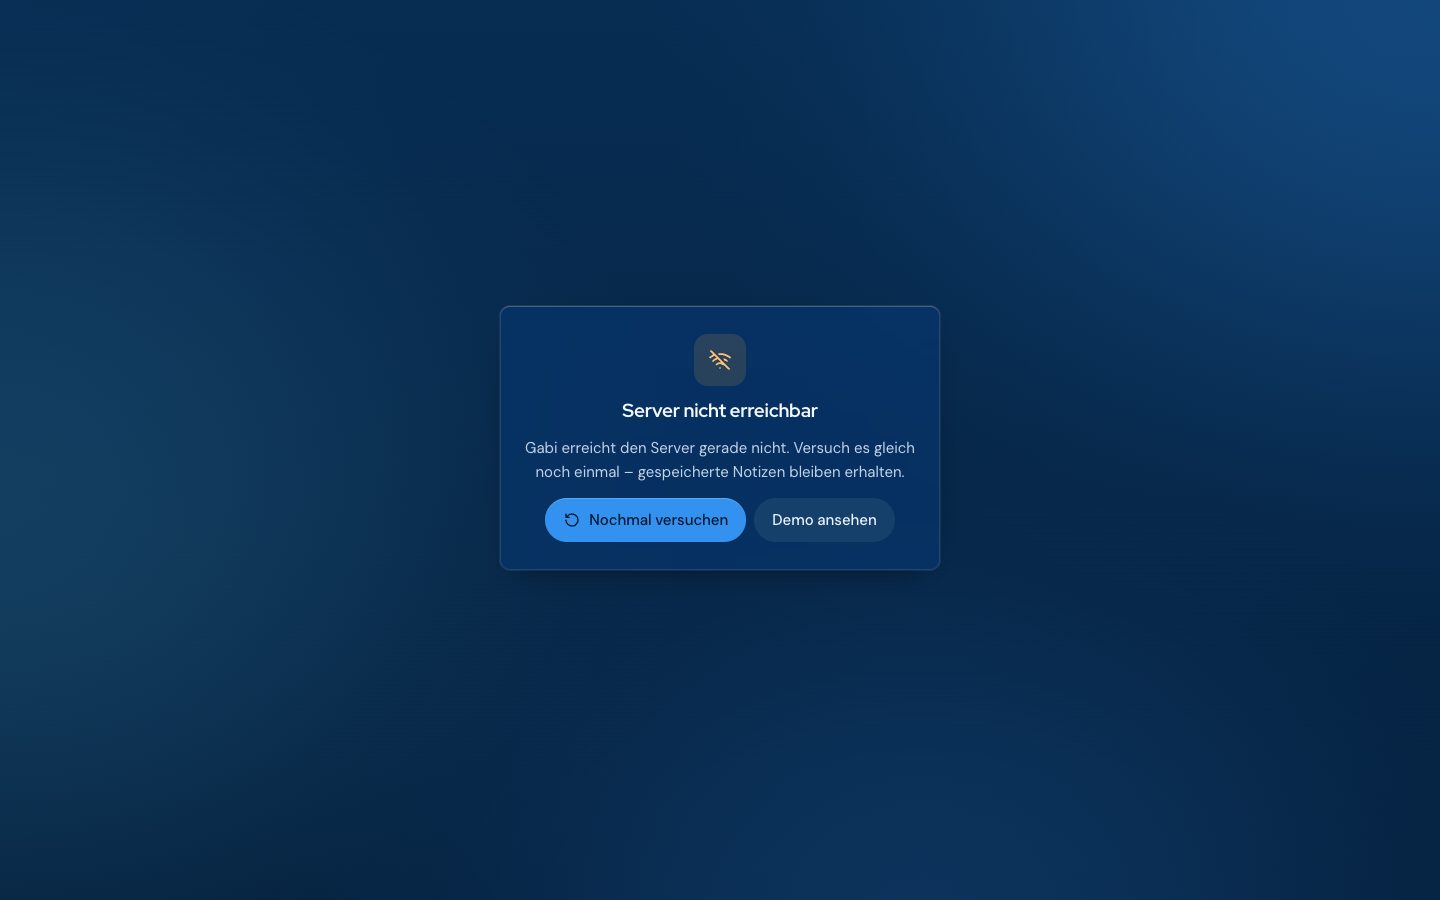 Server nicht erreichbar
Gabi erreicht den Server gerade nicht. Versuch es gleich
noch einmal – gespeicherte Notizen bleiben erhalten.
Nochmal versuchen
Demo ansehen